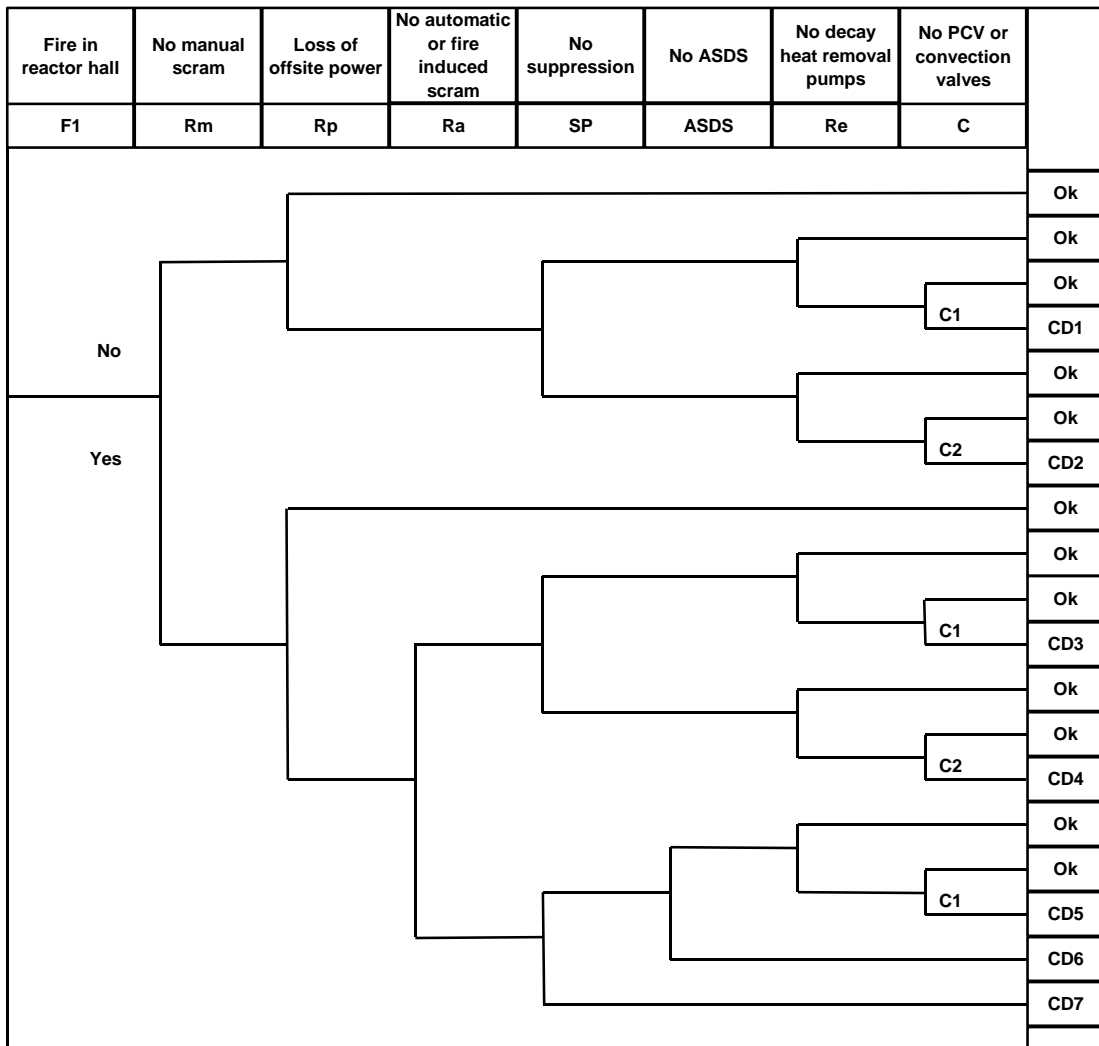 Fire in
reactor hall
No manual
scram
Loss of
offsite power
No automatic
or fire
induced
scram
No
suppression
No ASDS
No decay
heat removal
pumps
No PCV or
convection
valves
F1
Rm
Rp
Ra
SP
ASDS
Re
C
Ok
Ok
Ok
C1
CD1
No
Ok
Ok
C2
Yes
CD2
Ok
Ok
Ok
C1
CD3
Ok
Ok
C2
CD4
Ok
Ok
C1
CD5
CD6
CD7